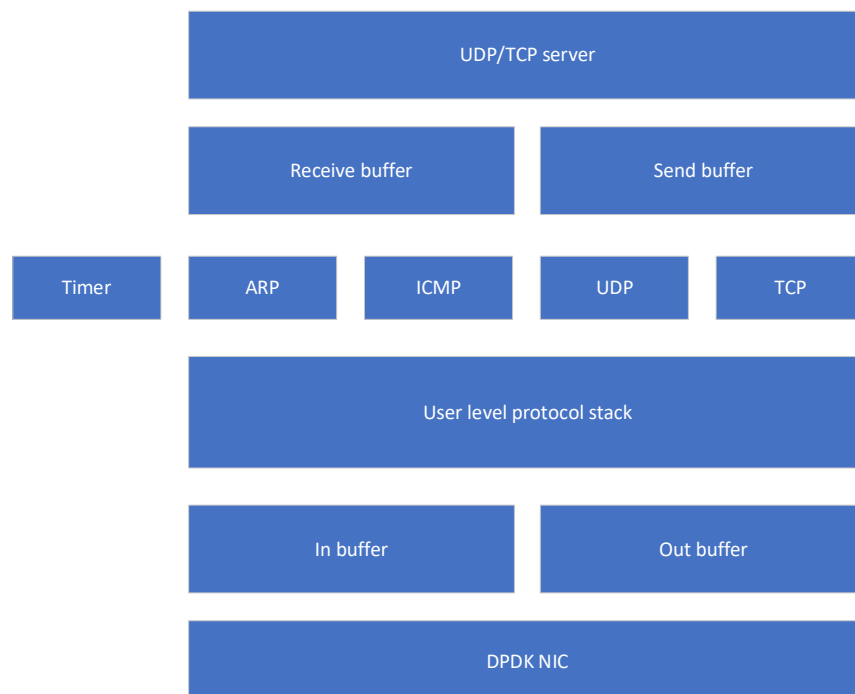 UDP/TCP server
Receive buffer
Send buffer
Timer
ARP
ICMP
UDP
TCP
User level protocol stack
In buffer
Out buffer
DPDK NIC